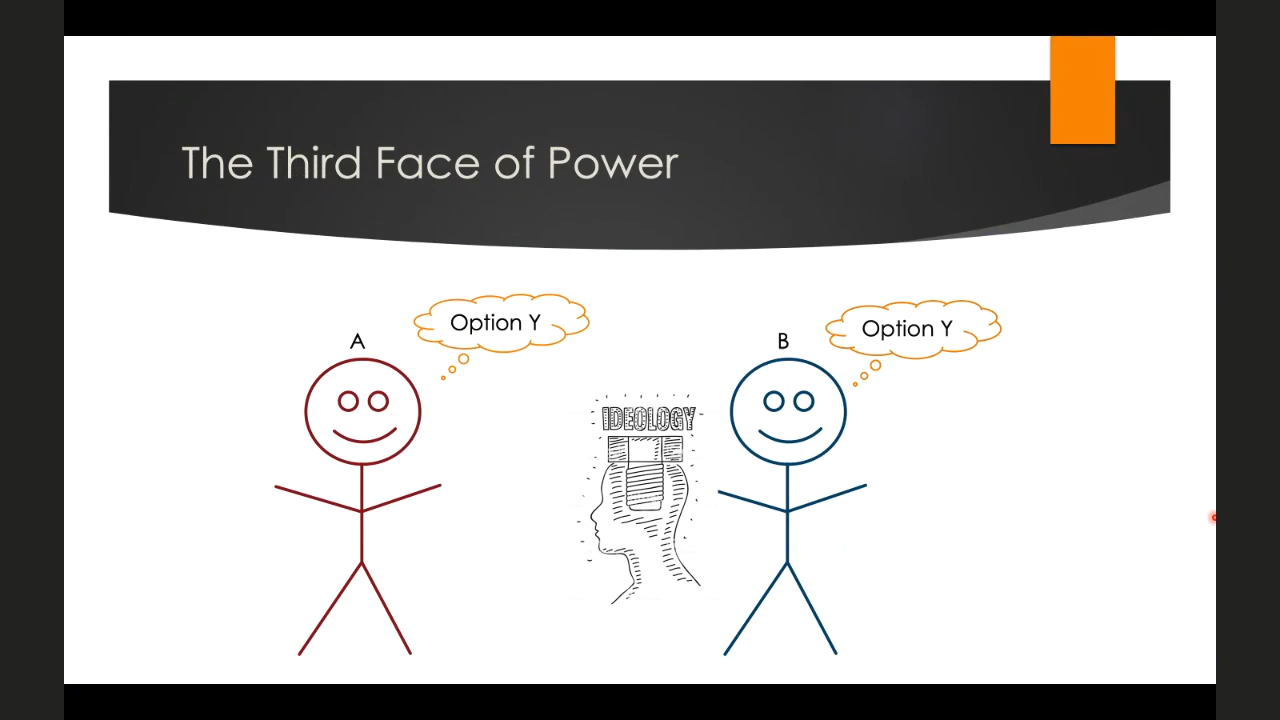 The Third Face of Power
A
Option Y
B
Option Y
IDEOLOGY